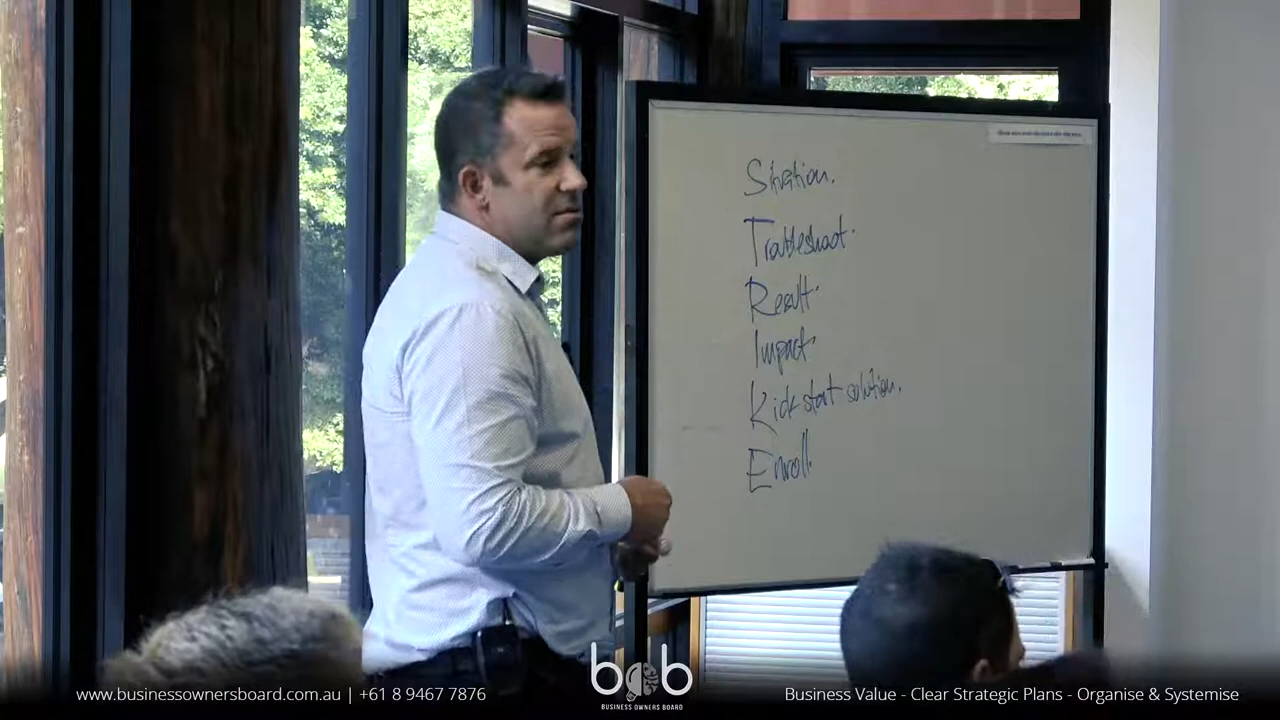 Sitation.
Troubleshoot.
Result.
Impact.
Kick start solution.
Enroll.
bob
BUSINESS OWNERS BOARD
www.businessownersboard.com.au | +61 8 9467 7876
Business Value - Clear Strategic Plans - Organise & Systemise